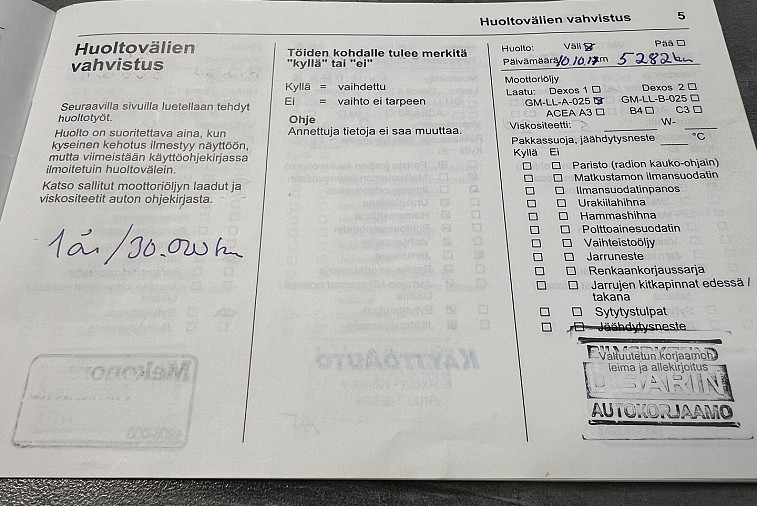 Huoltovälien vahvistus 5
Huoltovälien
vahvistus
Seuraavilla sivuilla luetellaan tehdyt
huoltotyöt.
Huolto on suoritettava aina, kun
kyseinen kehotus ilmestyy näyttöön,
mutta viimeistään käyttöohjekirjassa
ilmoitetuin huoltovälein.
Katso sallitut moottoriöljyn laadut ja
viskositeetit auton ohjekirjasta.
1 år/30.000 km
Mekono
Töiden kohdalle tulee merkitä
"kyllä" tai "ei"
Kyllä = vaihdettu
Ei = vaihto ei tarpeen
Ohje
Annettuja tietoja ei saa muuttaa.
KÄYTTÖAUTO
Huolto: Väli Pää
Päivämäärä 10.10.17 km 5282 km
Moottoriöljy
Laatu: Dexos 1 Dexos 2
GM-LL-A-025 GM-LL-B-025
ACEA A3 B4 C3
Viskositeetti: W-
Pakkassuoja, jäähdytysneste °C
Kyllä Ei
Paristo (radion kauko-ohjain)
Matkustamon ilmansuodatin
Ilmansuodatinpanos
Urakiilahihna
Hammashihna
Polttoainesuodatin
Vaihteistoöljy
Jarruneste
Renkaankorjaussarja
Jarrujen kitkapinnat edessä /
takana
Sytytystulpat
Jäähdytysneste
Valtuutetun korjaamon
leima ja allekirjoitus
AUTOKORJAAMO